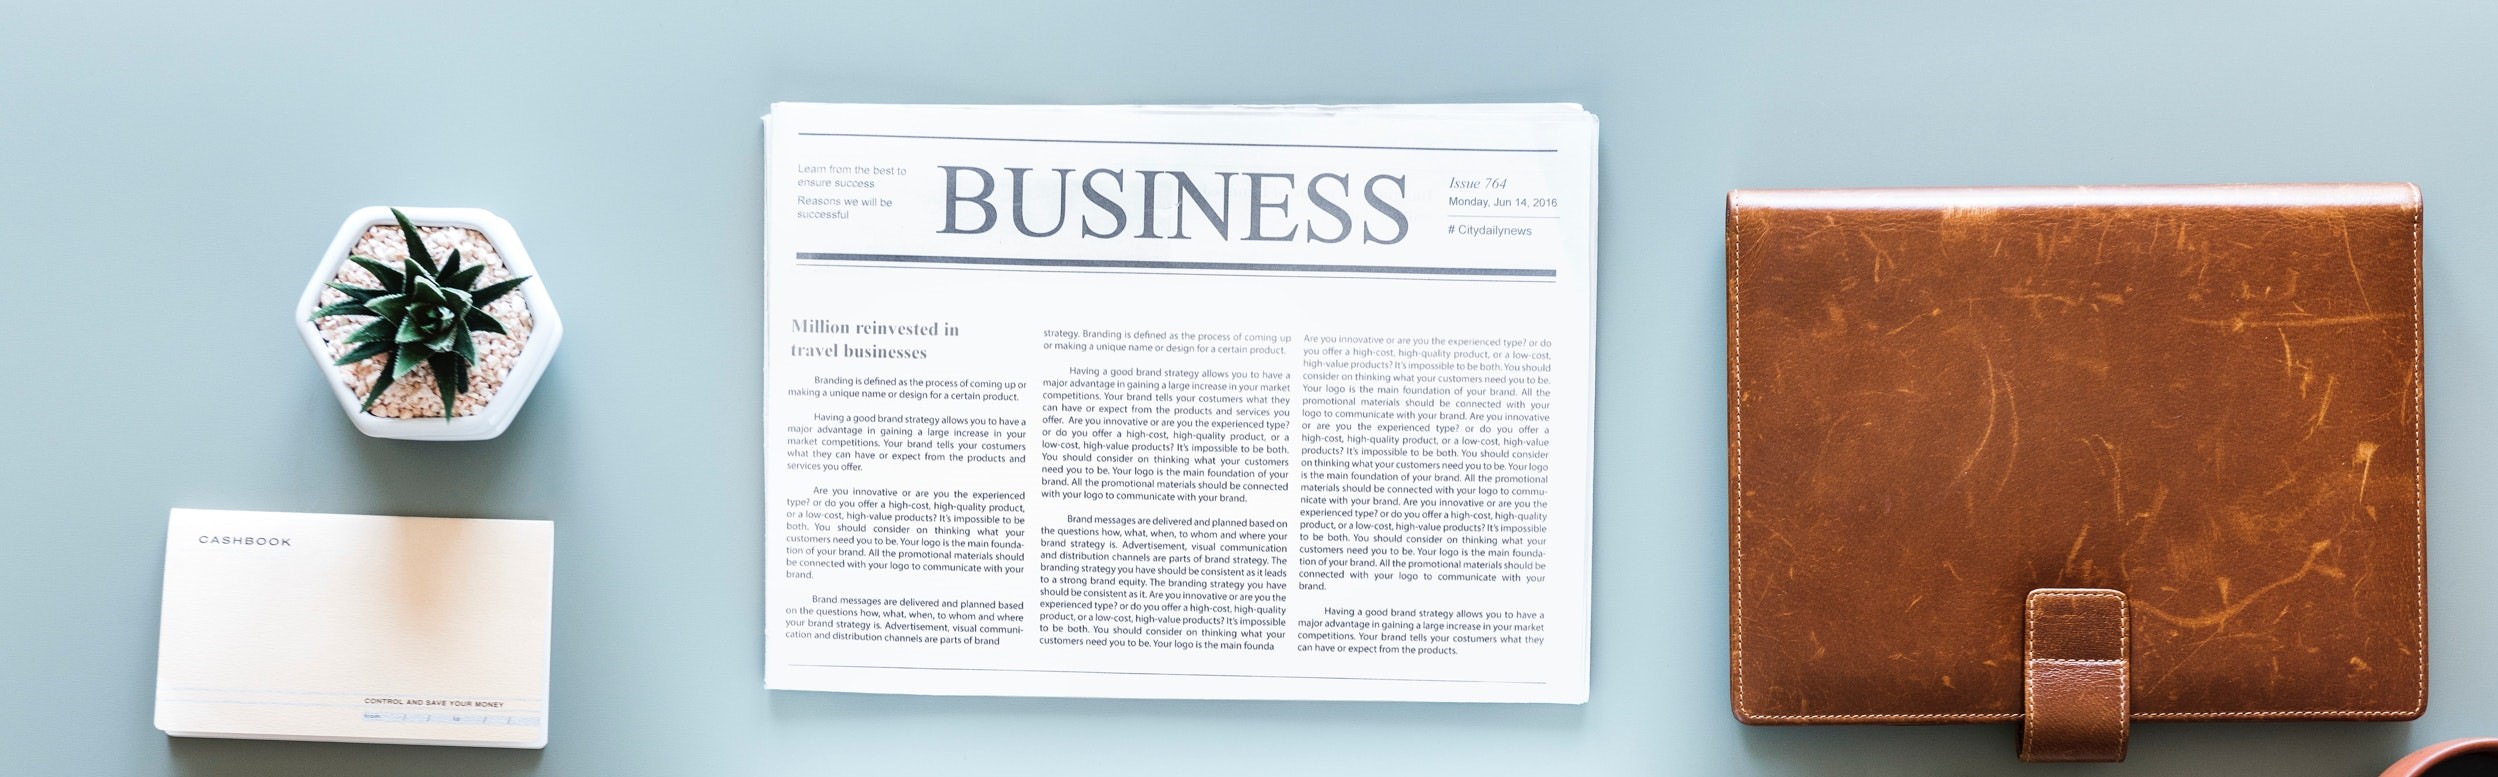 Learn from the best to
ensure success
Reasons we will be
successful
BUSINESS
Issue 764
Monday, Jun 14, 2016
# Citydailynews
Million reinvested in
travel businesses
Branding is defined as the process of coming up or
making a unique name or design for a certain product.
Having a good brand strategy allows you to have a
major advantage in gaining a large increase in your
market competitions. Your brand tells your costumers
what they can have or expect from the products and
services you offer.
Are you innovative or are you the experienced
type? or do you offer a high-cost, high-quality product,
or a low-cost, high-value products? It's impossible to be
both. You should consider on thinking what your
customers need you to be. Your logo is the main founda-
tion of your brand. All the promotional materials should
be connected with your logo to communicate with your
brand.
Brand messages are delivered and planned based
on the questions how, what, when, to whom and where
your brand strategy is. Advertisement, visual communi-
cation and distribution channels are parts of brand
strategy. Branding is defined as the process of coming up
or making a unique name or design for a certain product.
Having a good brand strategy allows you to have a
major advantage in gaining a large increase in your market
competitions. Your brand tells your costumers what they
can have or expect from the products and services you
offer. Are you innovative or are you the experienced type?
or do you offer a high-cost, high-quality product, or a
low-cost, high-value products? It's impossible to be both.
You should consider on thinking what your customers
need you to be. Your logo is the main foundation of your
brand. All the promotional materials should be connected
with your logo to communicate with your brand.
Brand messages are delivered and planned based on
the questions how, what, when, to whom and where your
brand strategy is. Advertisement, visual communication
and distribution channels are parts of brand strategy. The
branding strategy you have should be consistent as it leads
to a strong brand equity. The branding strategy you have
should be consistent as it. Are you innovative or are you the
experienced type? or do you offer a high-cost, high-quality
product, or a low-cost, high-value products? It's impossible
to be both. You should consider on thinking what your
customers need you to be. Your logo is the main founda
Are you innovative or are you the experienced type? or do
you offer a high-cost, high-quality product, or a low-cost,
high-value products? It's impossible to be both. You should
consider on thinking what your customers need you to be.
Your logo is the main foundation of your brand. All the
promotional materials should be connected with your
logo to communicate with your brand. Are you innovative
or are you the experienced type? or do you offer a
high-cost, high-quality product, or a low-cost, high-value
products? It's impossible to be both. You should consider
on thinking what your customers need you to be. Your logo
is the main foundation of your brand. All the promotional
materials should be connected with your logo to commu-
nicate with your brand. Are you innovative or are you the
experienced type? or do you offer a high-cost, high-quality
product, or a low-cost, high-value products? It's impossible
to be both. You should consider on thinking what your
customers need you to be. Your logo is the main founda-
tion of your brand. All the promotional materials should be
connected with your logo to communicate with your
brand.
Having a good brand strategy allows you to have a
major advantage in gaining a large increase in your market
competitions. Your brand tells your costumers what they
can have or expect from the products.
CASHBOOK
CONTROL AND SAVE YOUR MONEY
from / / to / /